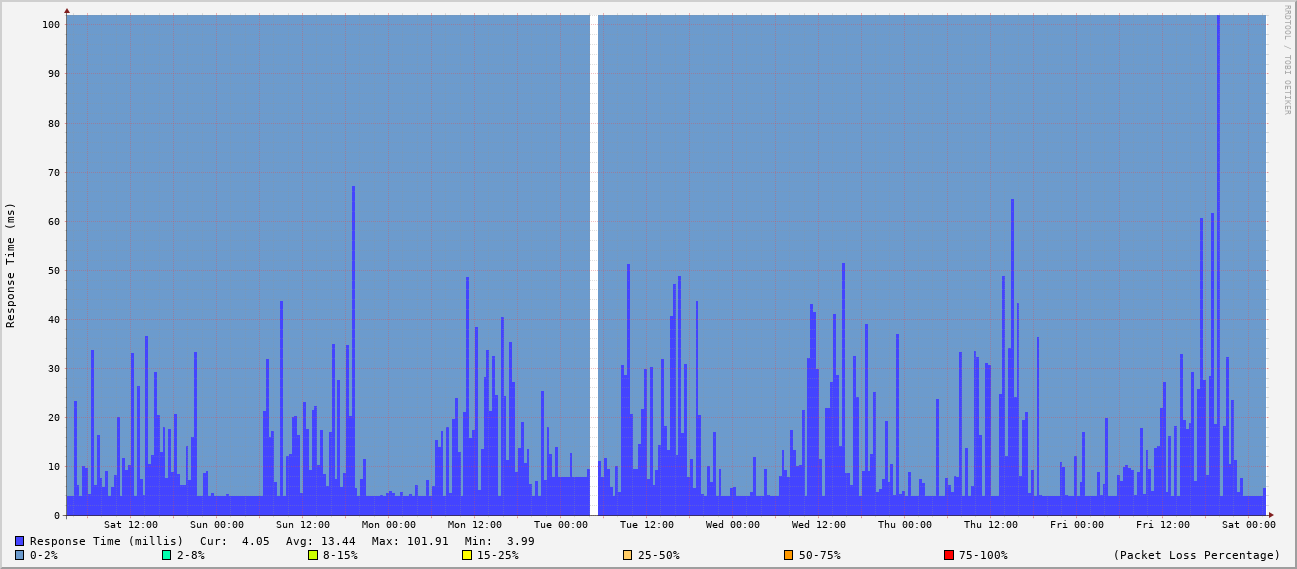 RRDTOOL / TOBI OETIKER
Response Time (ms)
100
90
80
70
60
50
40
30
20
10
0
Sat 12:00 Sun 00:00 Sun 12:00 Mon 00:00 Mon 12:00 Tue 00:00 Tue 12:00 Wed 00:00 Wed 12:00 Thu 00:00 Thu 12:00 Fri 00:00 Fri 12:00 Sat 00:00
Response Time (millis) Cur: 4.05 Avg: 13.44 Max: 101.91 Min: 3.99
0-2% 2-8% 8-15% 15-25% 25-50% 50-75% 75-100% (Packet Loss Percentage)